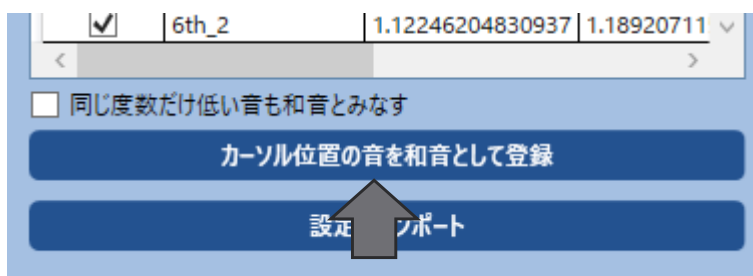 6th_2 1.12246204830937 1.18920711
同じ度数だけ低い音も和音とみなす
カーソル位置の音を和音として登録
設定 ンポート